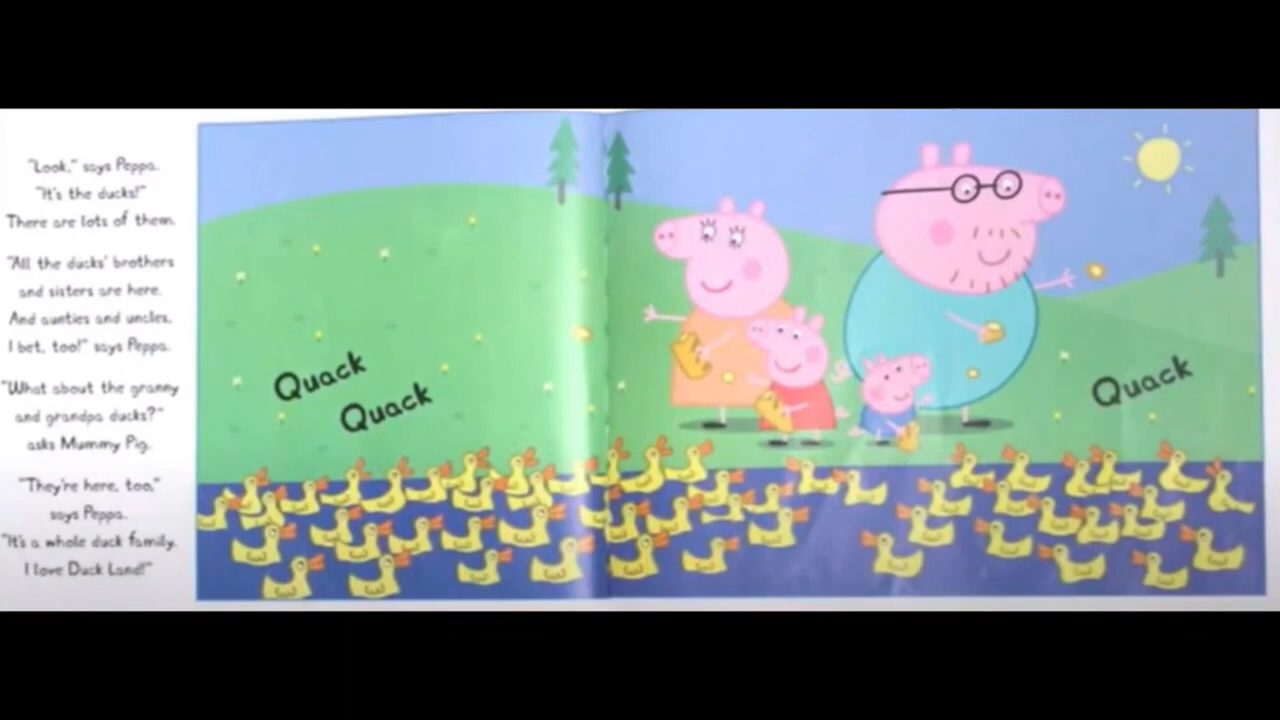 "Look," says Peppa.
"It's the ducks!"
There are lots of them.
"All the ducks' brothers
and sisters are here.
And aunties and uncles,
I bet, too!" says Peppa.
"What about the granny
and grandpa ducks?"
asks Mummy Pig.
"They're here, too,"
says Peppa.
"It's a whole duck family.
I love Duck Land!"
Quack
Quack
Quack